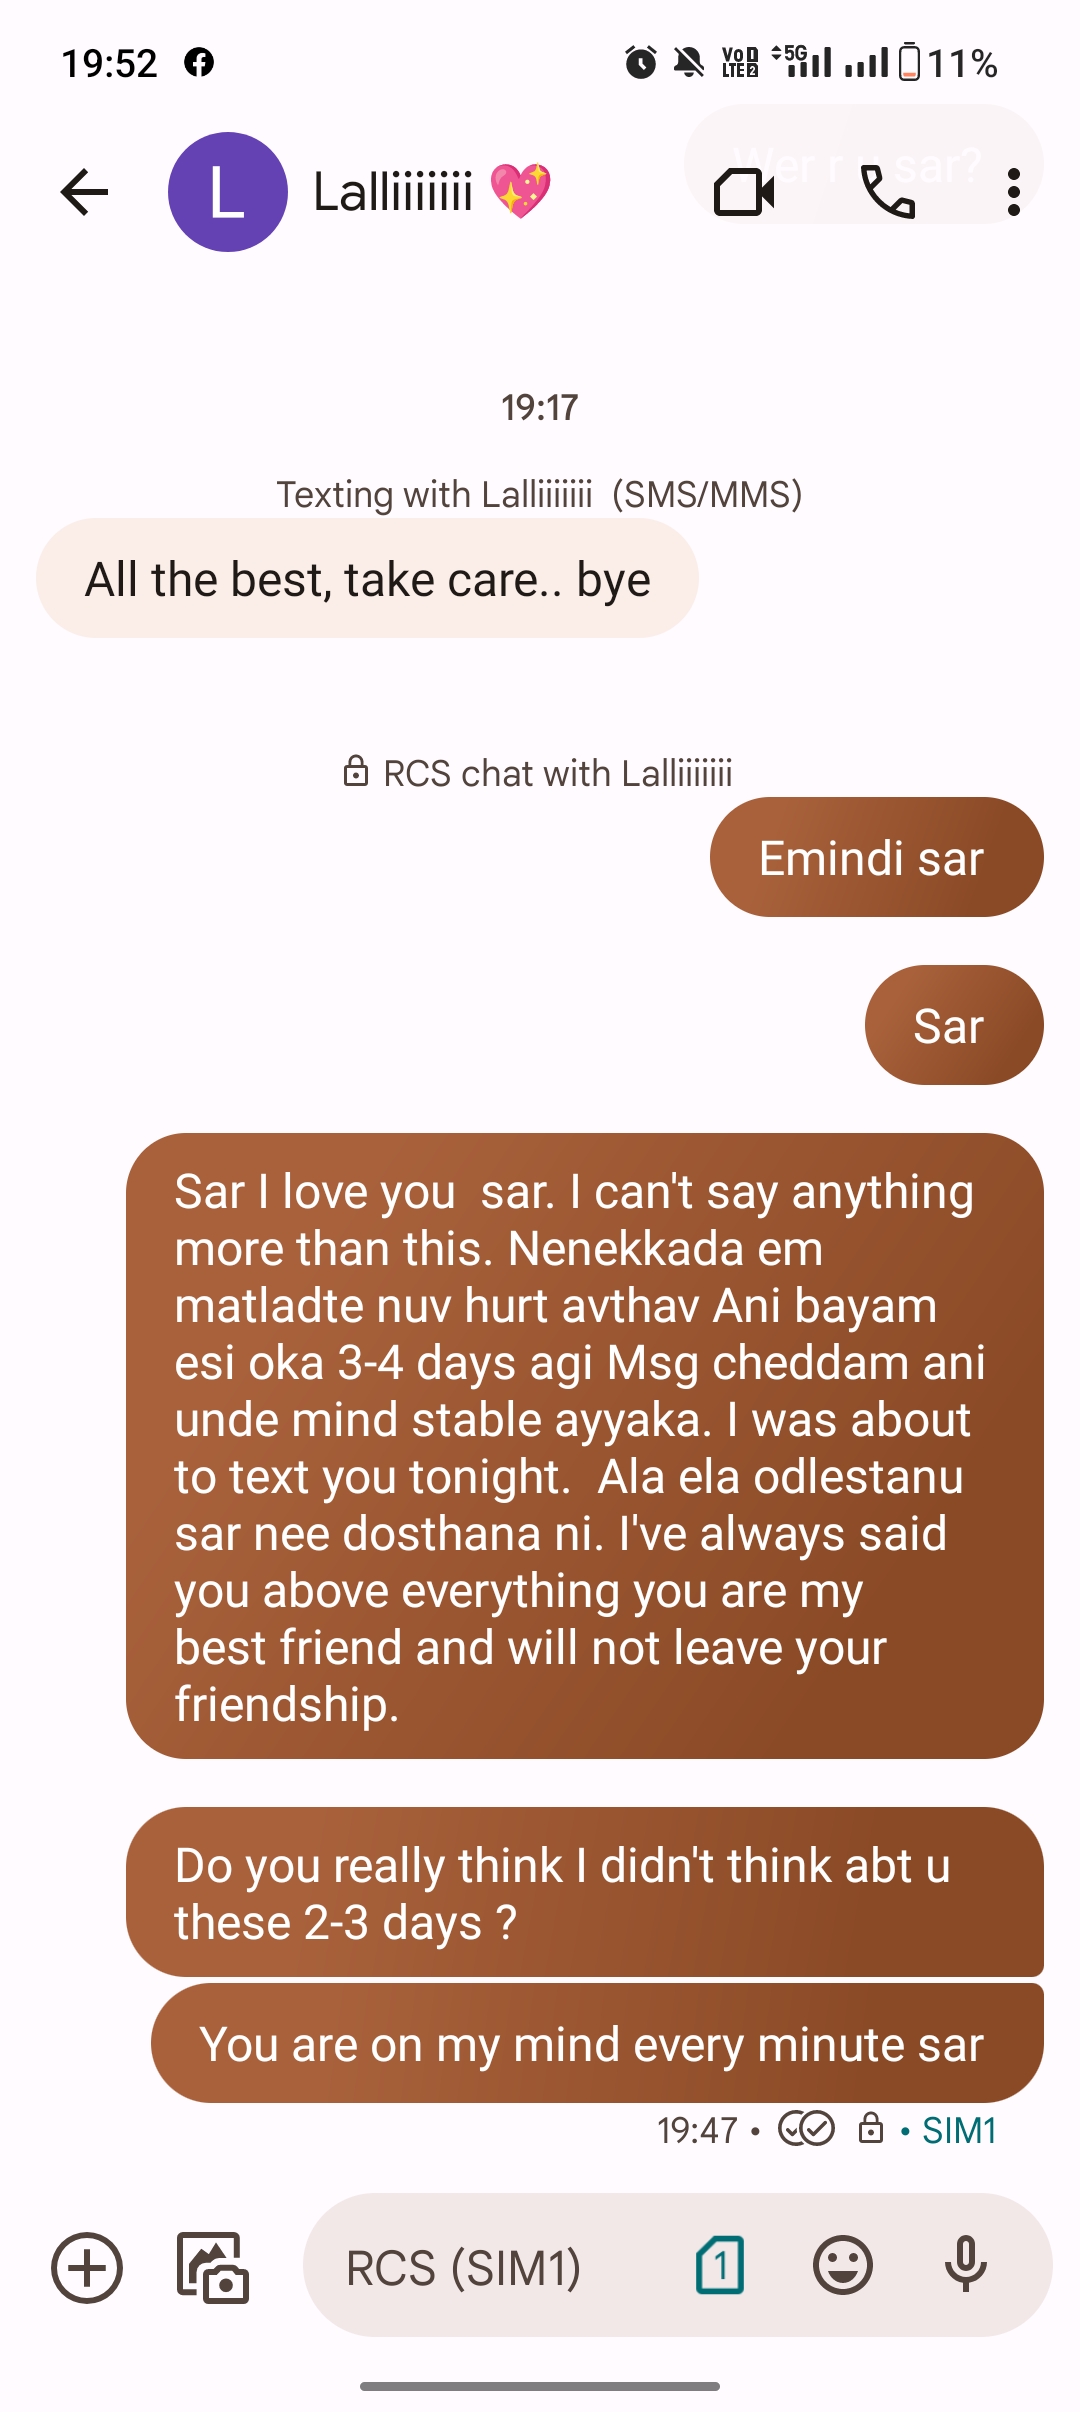 19:52
VoD LTE2 5G 11%
Wer r u sar?
L Lalliiiiiii 💖
19:17
Texting with Lalliiiiiii (SMS/MMS)
All the best, take care.. bye
RCS chat with Lalliiiiiii
Emindi sar
Sar
Sar I love you  sar. I can't say anything
more than this. Nenekkada em
matladte nuv hurt avthav Ani bayam
esi oka 3-4 days agi Msg cheddam ani
unde mind stable ayyaka. I was about
to text you tonight.  Ala ela odlestanu
sar nee dosthana ni. I've always said
you above everything you are my
best friend and will not leave your
friendship.
Do you really think I didn't think abt u
these 2-3 days ?
You are on my mind every minute sar
19:47 • • SIM1
RCS (SIM1) 1